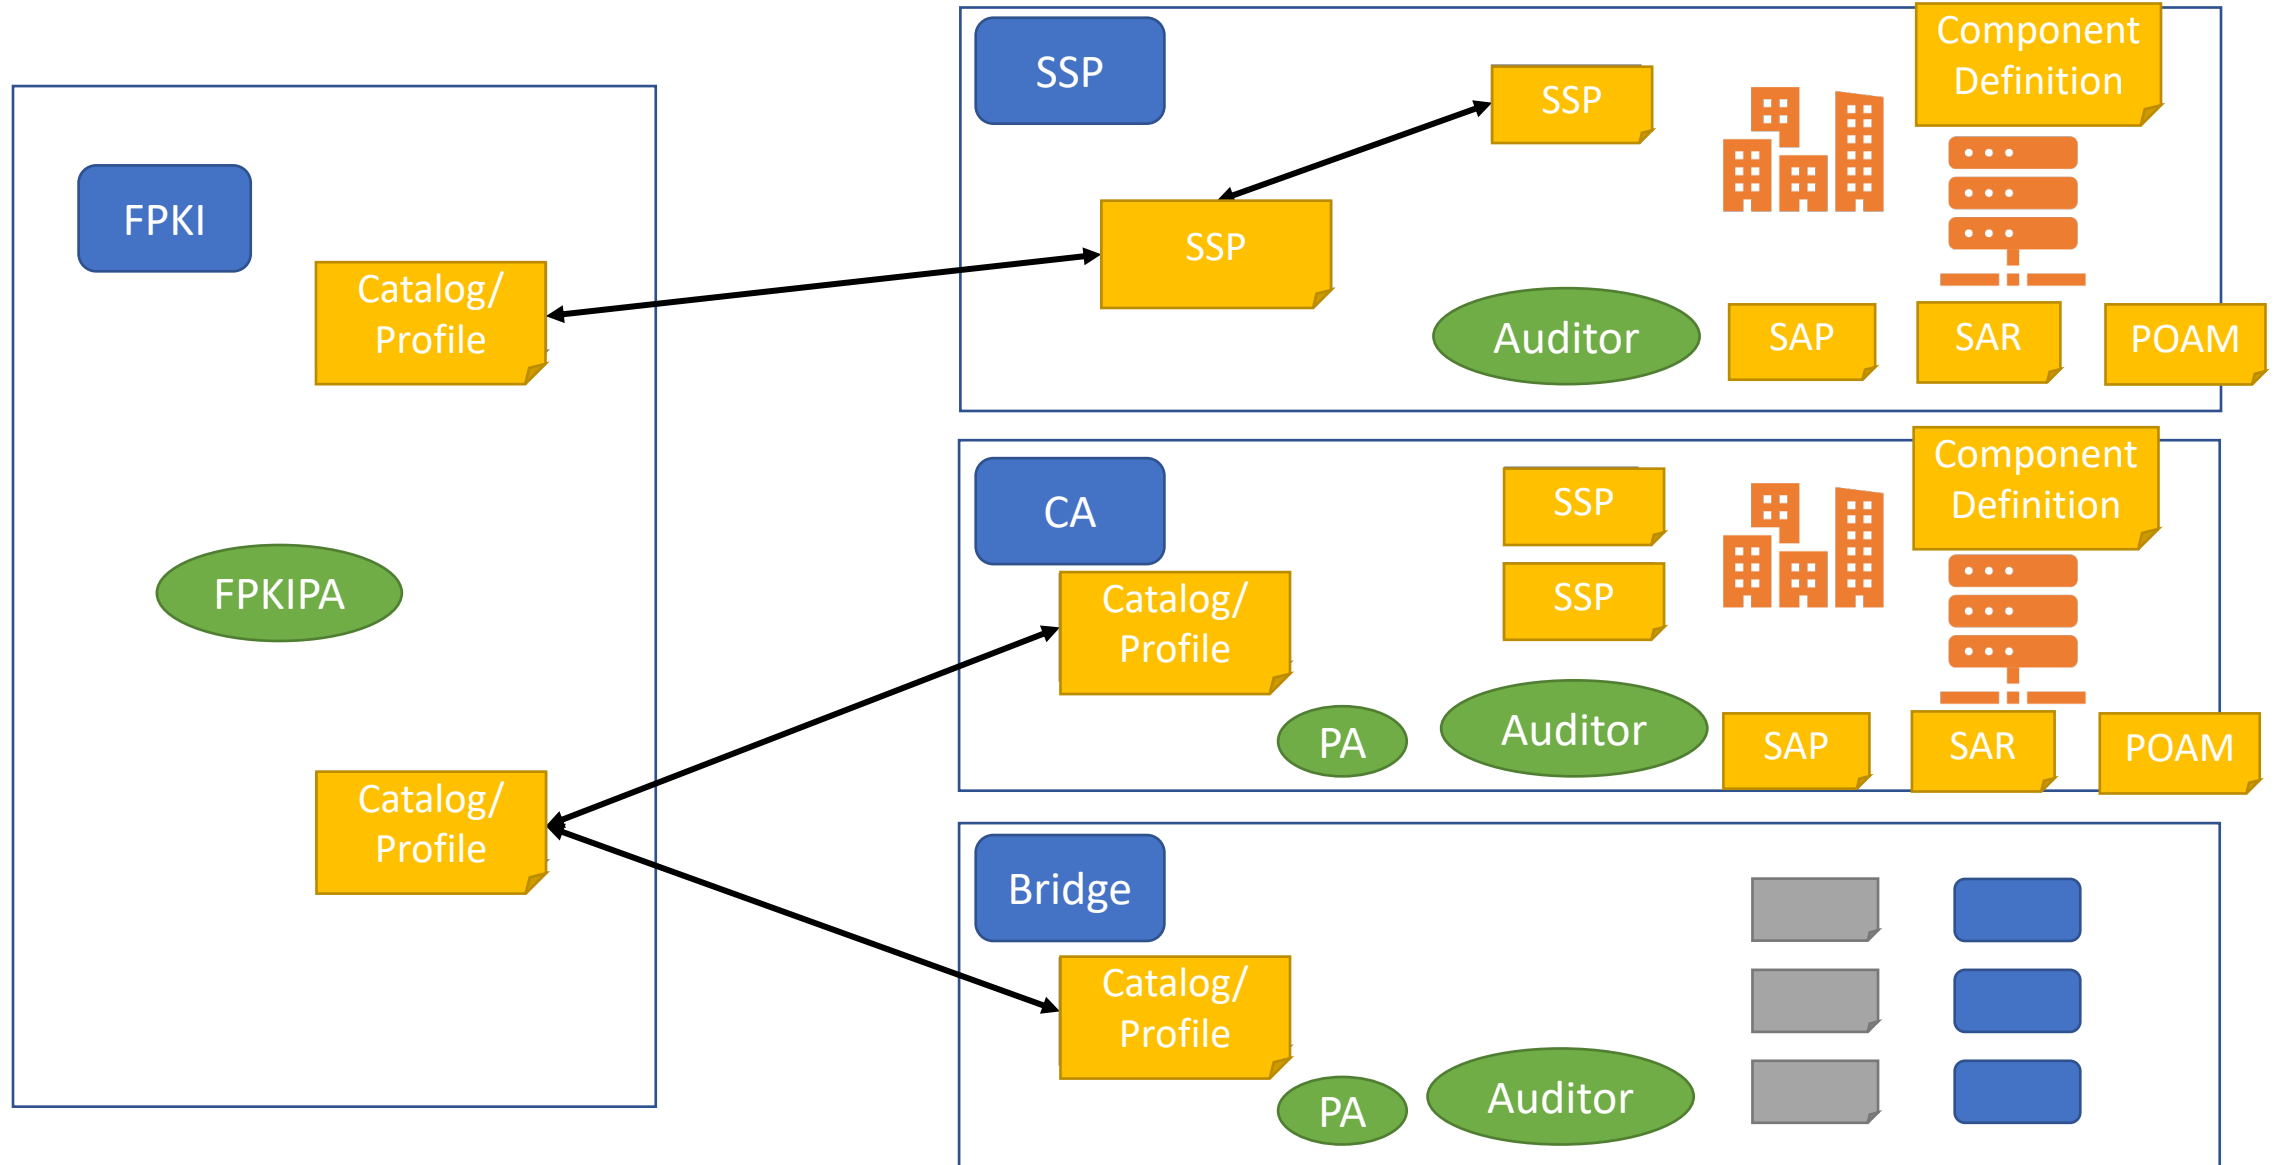 FPKI
Catalog/
Profile
FPKIPA
Catalog/
Profile
SSP
SSP
SSP
Component
Definition
Auditor
SAP
SAR
POAM
CA
Catalog/
Profile
SSP
SSP
Component
Definition
PA
Auditor
SAP
SAR
POAM
Bridge
Catalog/
Profile
PA
Auditor